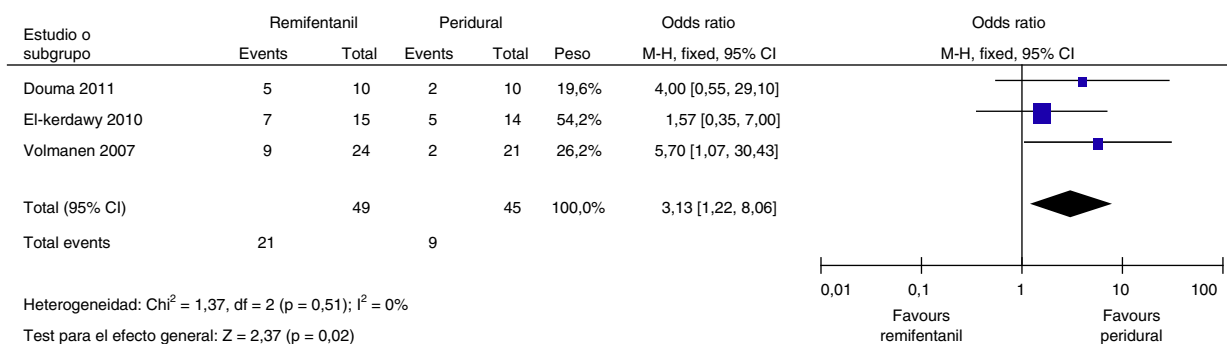 Remifentanil Peridural Odds ratio Odds ratio
Estudio o subgrupo Events Total Events Total Peso M-H, fixed, 95% CI M-H, fixed, 95% CI
Douma 2011 5 10 2 10 19,6% 4,00 [0,55, 29,10]
El-kerdawy 2010 7 15 5 14 54,2% 1,57 [0,35, 7,00]
Volmanen 2007 9 24 2 21 26,2% 5,70 [1,07, 30,43]
Total (95% CI) 49 45 100,0% 3,13 [1,22, 8,06]
Total events 21 9
0,01 0,1 1 10 100
Heterogeneidad: Chi² = 1,37, df = 2 (p = 0,51); I² = 0%
Favours remifentanil Favours peridural
Test para el efecto general: Z = 2,37 (p = 0,02)